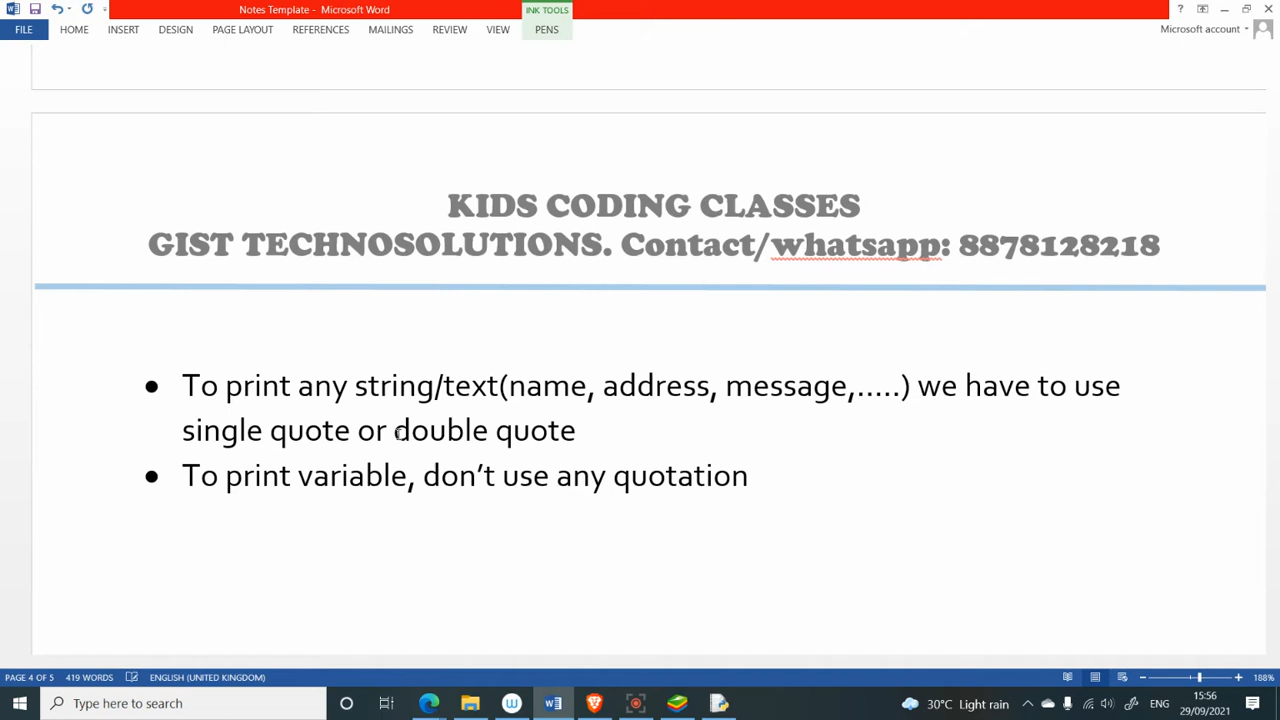 Notes Template - Microsoft Word
INK TOOLS
FILE HOME INSERT DESIGN PAGE LAYOUT REFERENCES MAILINGS REVIEW VIEW PENS
Microsoft account
KIDS CODING CLASSES
GIST TECHNOSOLUTIONS. Contact/whatsapp: 8878128218
● To print any string/text(name, address, message,.....) we have to use
single quote or double quote
● To print variable, don’t use any quotation
PAGE 4 OF 5 419 WORDS ENGLISH (UNITED KINGDOM) 188%
Type here to search
30°C Light rain ENG
15:56
29/09/2021